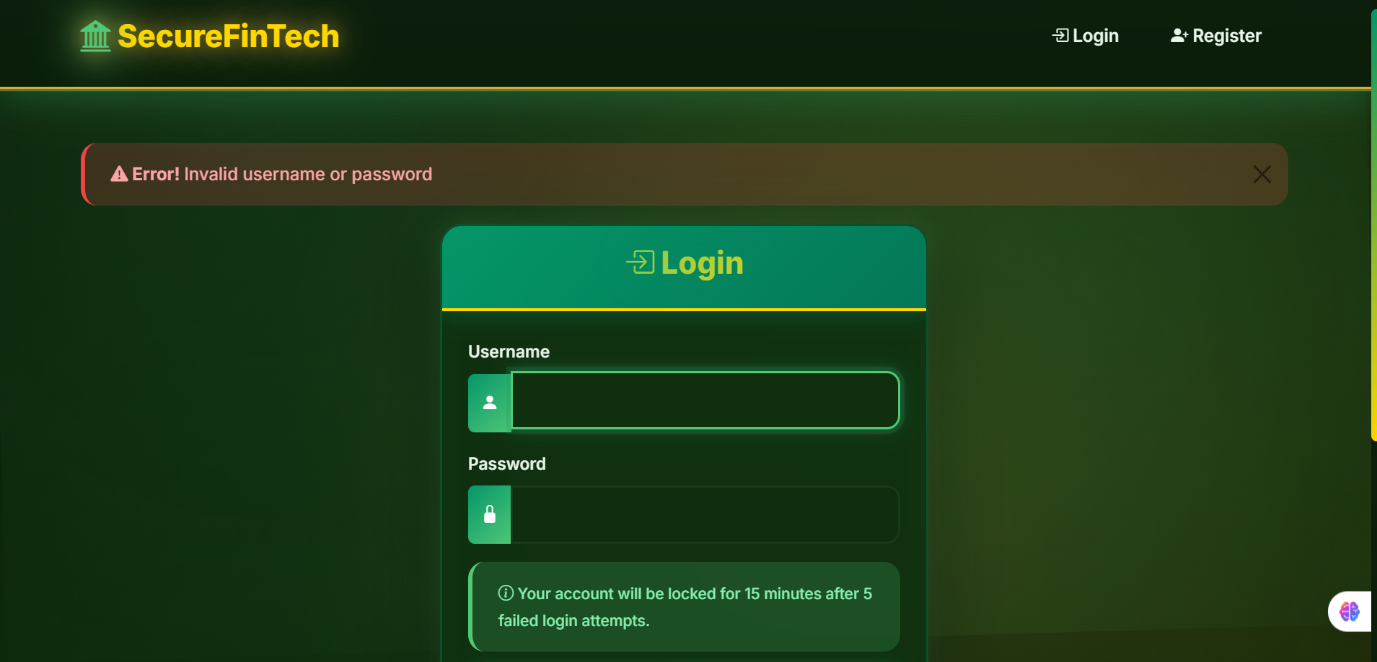 SecureFinTech
Login
Register
Error! Invalid username or password
Login
Username
Password
Your account will be locked for 15 minutes after 5
failed login attempts.